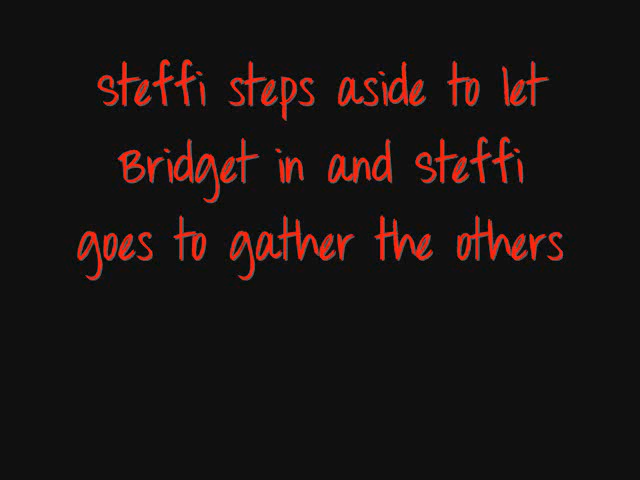 steffi steps aside to let
Bridget in and steffi
goes to gather the others